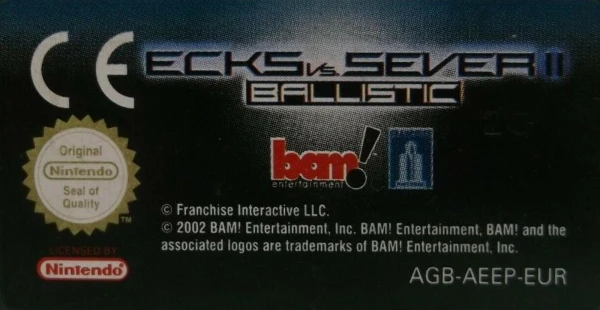 CE
ECKS vs. SEVER II
BALLISTIC
Original
Nintendo
Seal of
Quality
TM
LICENSED BY
Nintendo
bam!
entertainment
© Franchise Interactive LLC.
© 2002 BAM! Entertainment, Inc. BAM! Entertainment, BAM! and the
associated logos are trademarks of BAM! Entertainment, Inc.
AGB-AEEP-EUR